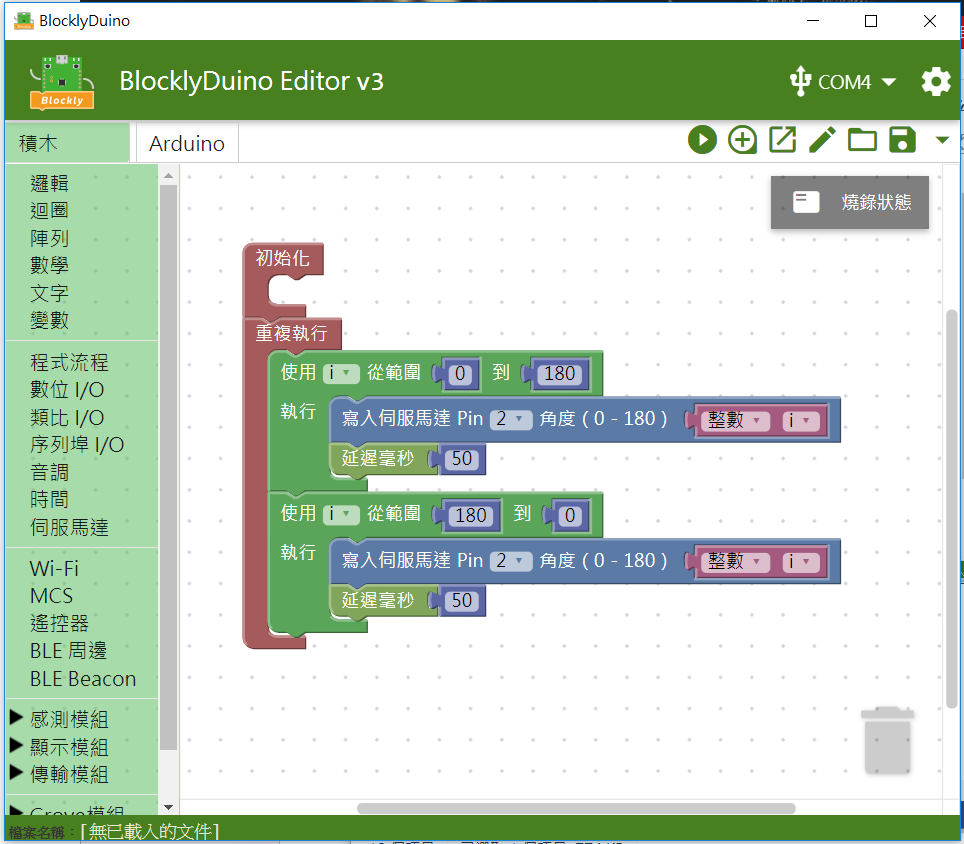 BlocklyDuino
Blockly
BlocklyDuino Editor v3
COM4
積木
Arduino
邏輯
迴圈
陣列
數學
文字
變數
程式流程
數位 I/O
類比 I/O
序列埠 I/O
音調
時間
伺服馬達
Wi-Fi
MCS
遙控器
BLE 周邊
BLE Beacon
感測模組
顯示模組
傳輸模組
Grove模組
燒錄狀態
初始化
重複執行
使用 i 從範圍 0 到 180
執行 寫入伺服馬達 Pin 2 角度 ( 0 - 180 ) 整數 i
延遲毫秒 50
使用 i 從範圍 180 到 0
執行 寫入伺服馬達 Pin 2 角度 ( 0 - 180 ) 整數 i
延遲毫秒 50
檔案名稱：[無已載入的文件]